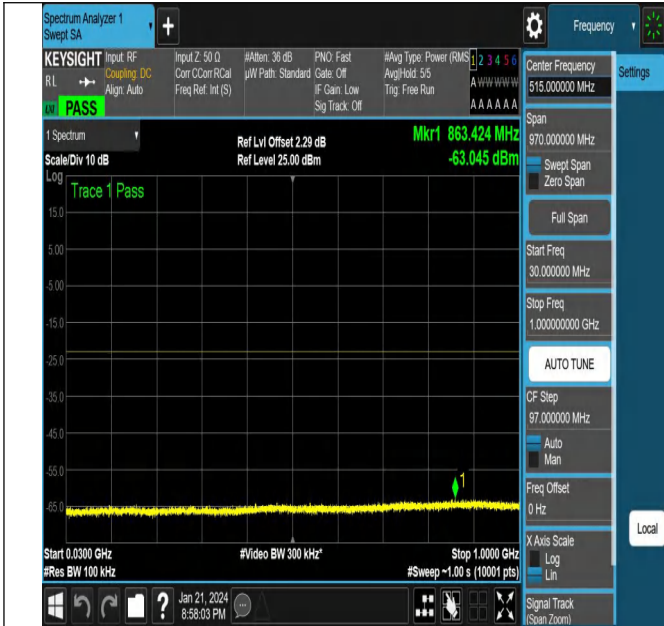 Spectrum Analyzer 1
Swept SA
+
Frequency
KEYSIGHT
RL
LXI
PASS
Input: RF
Coupling: DC
Align: Auto
Input Z: 50 Ω
Corr CCorr RCal
Freq Ref: Int (S)
#Atten: 36 dB
µW Path: Standard
PNO: Fast
Gate: Off
IF Gain: Low
Sig Track: Off
#Avg Type: Power (RMS
Avg|Hold: 5/5
Trig: Free Run
1 2 3 4 5 6
A W W W W W
A A A A A A
1 Spectrum
Scale/Div 10 dB
Ref Lvl Offset 2.29 dB
Ref Level 25.00 dBm
Mkr1 863.424 MHz
-63.045 dBm
Log
Trace 1 Pass
15.0
5.00
-5.00
-15.0
-25.0
-35.0
-45.0
-55.0
-65.0
1
Start 0.0300 GHz
#Res BW 100 kHz
#Video BW 300 kHz*
Stop 1.0000 GHz
#Sweep ~1.00 s (10001 pts)
Jan 21, 2024
8:58:03 PM
?
Center Frequency
515.000000 MHz
Settings
Span
970.000000 MHz
Swept Span
Zero Span
Full Span
Start Freq
30.000000 MHz
Stop Freq
1.000000000 GHz
AUTO TUNE
CF Step
97.000000 MHz
Auto
Man
Freq Offset
0 Hz
Local
X Axis Scale
Log
Lin
Signal Track
(Span Zoom)